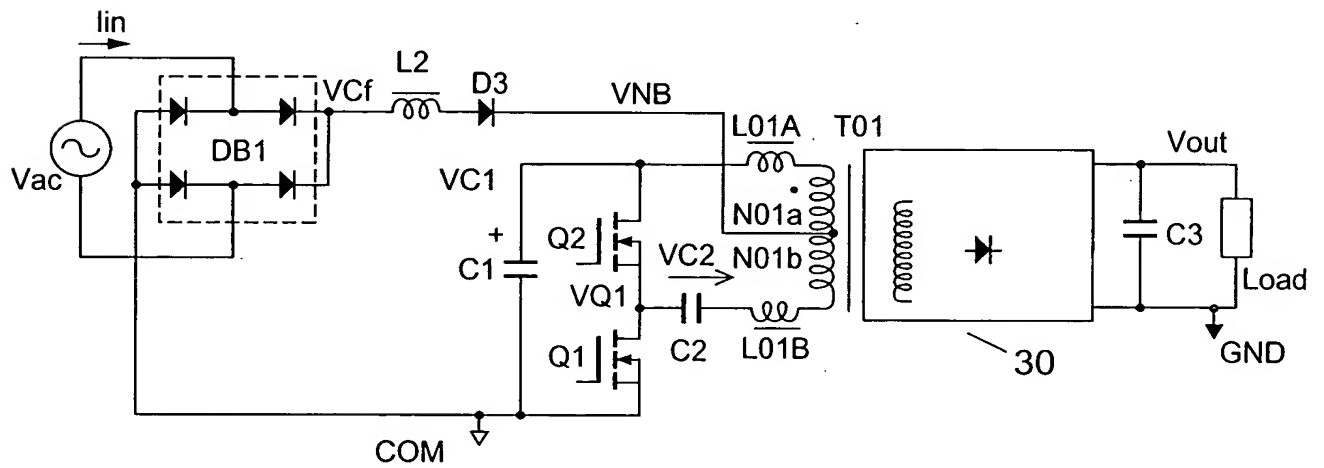 Iin
L2
VCf
D3
VNB
L01A
T01
DB1
Vout
Vac
VC1
N01a
+
Q2
VC2
N01b
C1
C3
VQ1
Load
Q1
C2
L01B
30
GND
COM